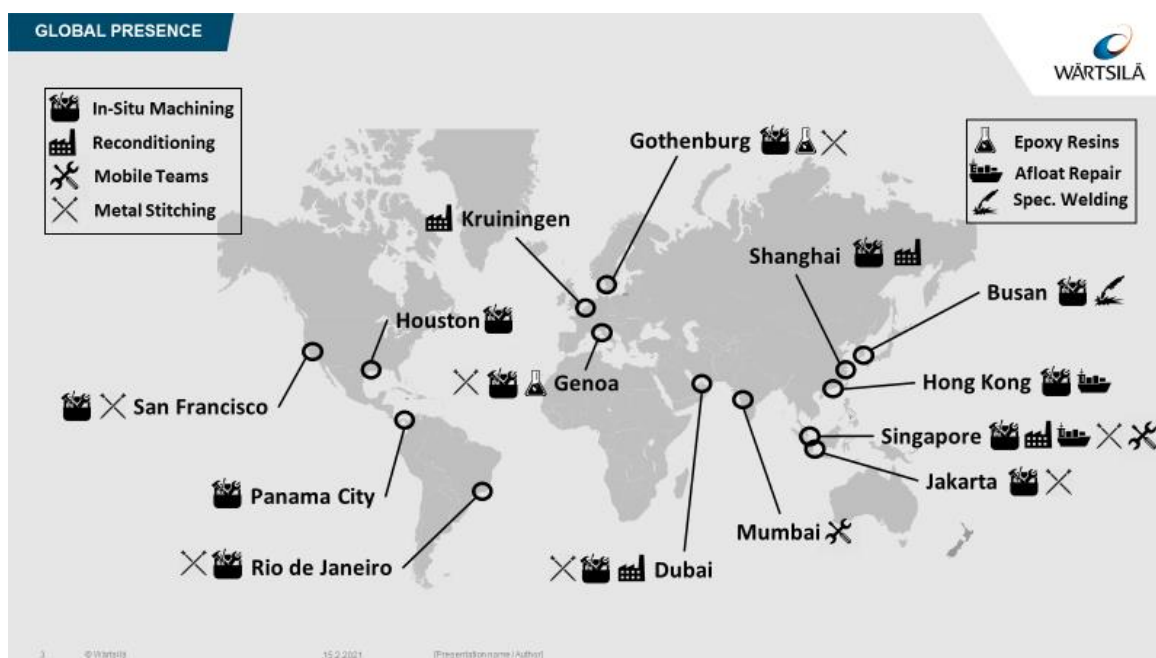 GLOBAL PRESENCE
WÄRTSILÄ
In-Situ Machining
Reconditioning
Mobile Teams
Metal Stitching
Epoxy Resins
Afloat Repair
Spec. Welding
Gothenburg
Kruiningen
Shanghai
Busan
Houston
Genoa
Hong Kong
San Francisco
Singapore
Jakarta
Panama City
Mumbai
Rio de Janeiro
Dubai
3 © Wärtsilä 15.2.2021 [Presentation name / Author]